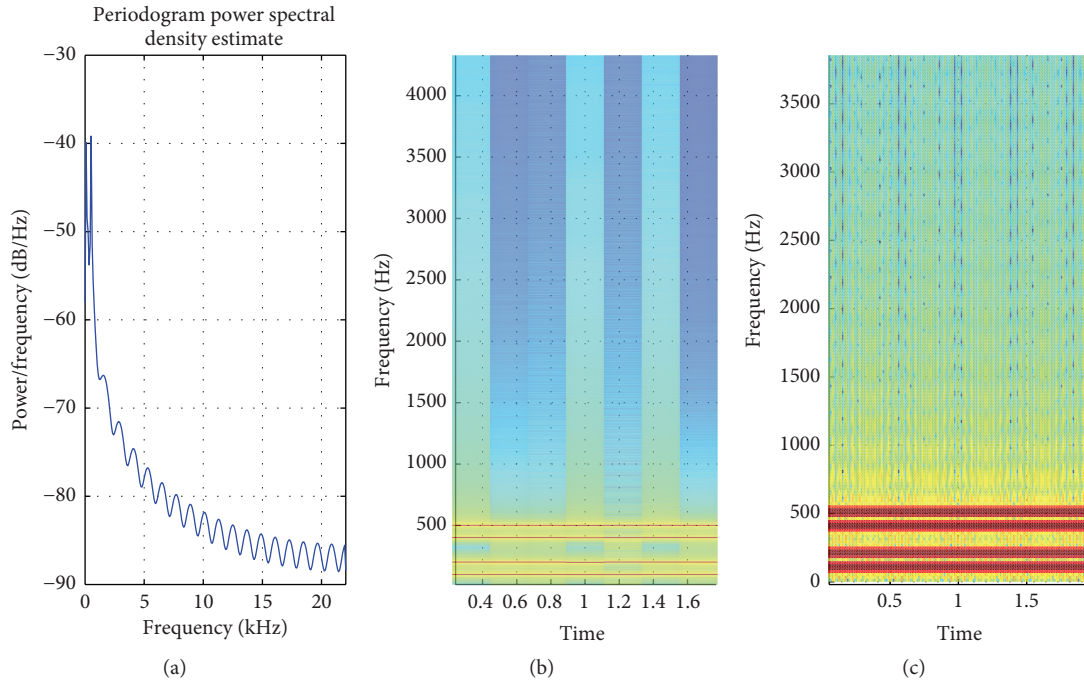 Periodogram power spectral
density estimate
−30
−40
−50
−60
−70
−80
−90
Power/frequency (dB/Hz)
0 5 10 15 20
Frequency (kHz)
(a)
4000
3500
3000
2500
2000
1500
1000
500
Frequency (Hz)
0.4 0.6 0.8 1 1.2 1.4 1.6
Time
(b)
3500
3000
2500
2000
1500
1000
500
0
Frequency (Hz)
0.5 1 1.5
Time
(c)